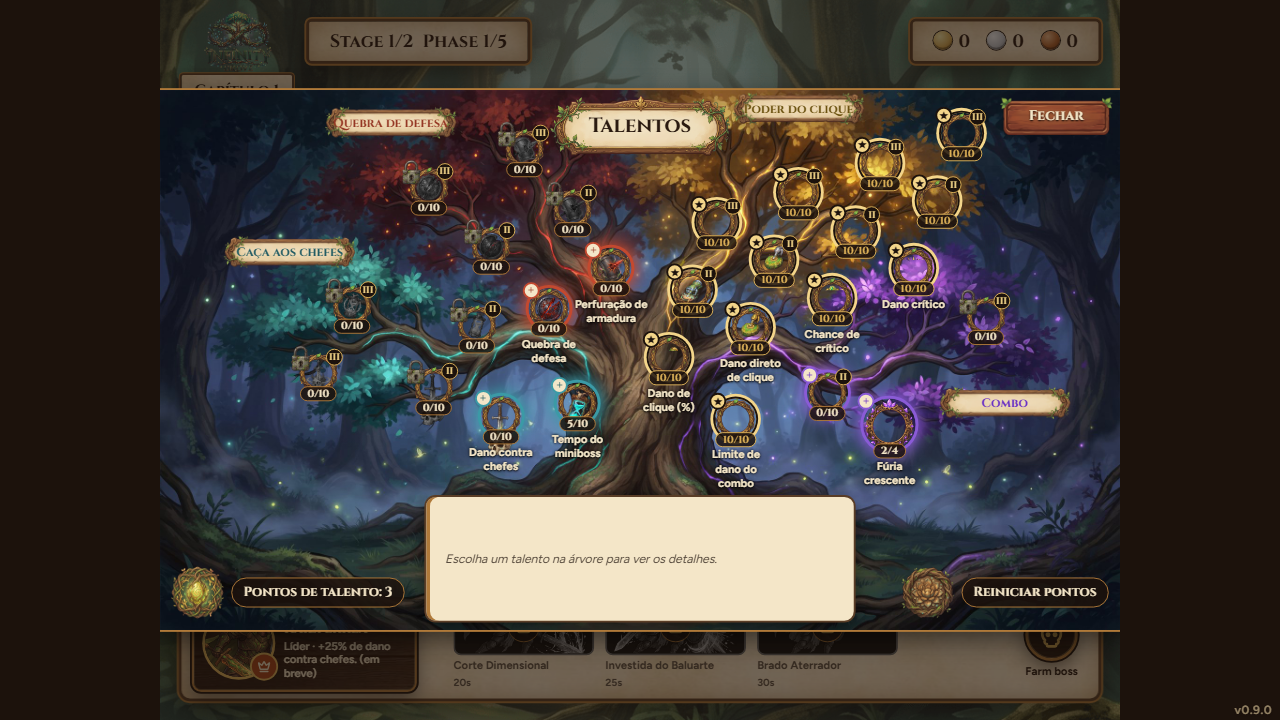 STAGE 1/2 PHASE 1/5
0 0 0
CAPÍTULO 1
QUEBRA DE DEFESA
TALENTOS
PODER DO CLIQUE
FECHAR
III
0/10
III
10/10
III
10/10
III
0/10
II
0/10
III
10/10
II
10/10
III
10/10
II
10/10
II
0/10
CAÇA AOS CHEFES
0/10
Perfuração de
armadura
II
10/10
II
10/10
10/10
Dano crítico
III
0/10
II
0/10
0/10
Quebra de
defesa
10/10
Dano direto
de clique
10/10
Chance de
crítico
III
0/10
III
0/10
II
0/10
10/10
Dano de
clique (%)
II
0/10
COMBO
0/10
Dano contra
chefes
5/10
Tempo do
miniboss
10/10
Limite de
dano do
combo
2/4
Fúria
crescente
Escolha um talento na árvore para ver os detalhes.
PONTOS DE TALENTO: 3
REINICIAR PONTOS
Líder · +25% de dano
contra chefes. (em
breve)
Corte Dimensional
20s
Investida do Baluarte
25s
Brado Aterrador
30s
Farm boss
v0.9.0